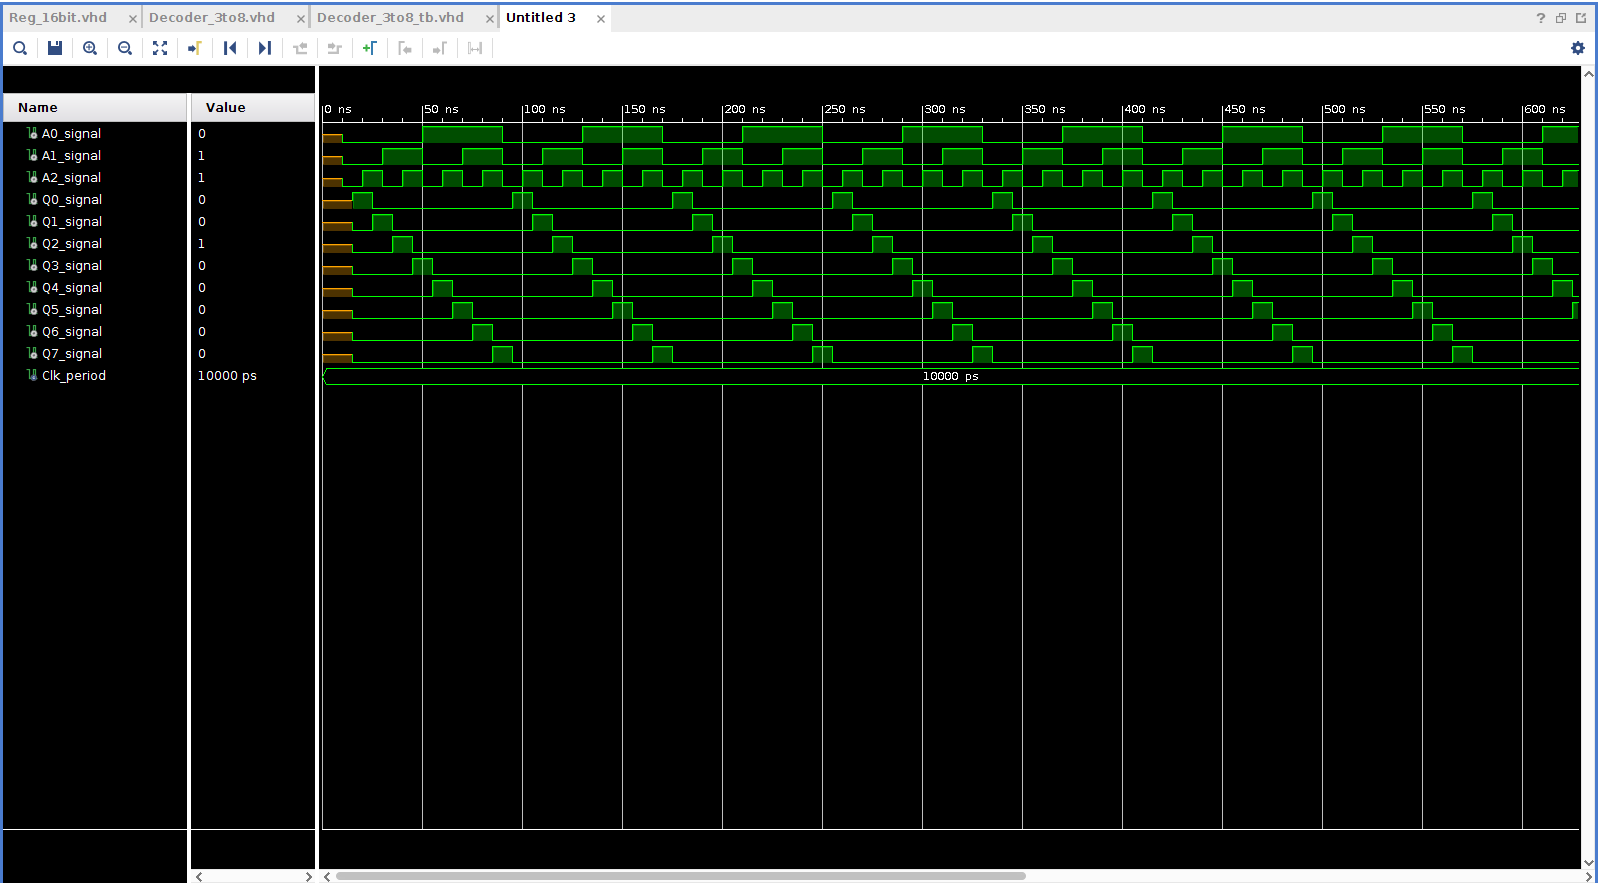 Reg_16bit.vhd × Decoder_3to8.vhd × Decoder_3to8_tb.vhd × Untitled 3 × ?
Name Value 0 ns 50 ns 100 ns 150 ns 200 ns 250 ns 300 ns 350 ns 400 ns 450 ns 500 ns 550 ns 600 ns
A0_signal 0
A1_signal 1
A2_signal 1
Q0_signal 0
Q1_signal 0
Q2_signal 1
Q3_signal 0
Q4_signal 0
Q5_signal 0
Q6_signal 0
Q7_signal 0
Clk_period 10000 ps 10000 ps